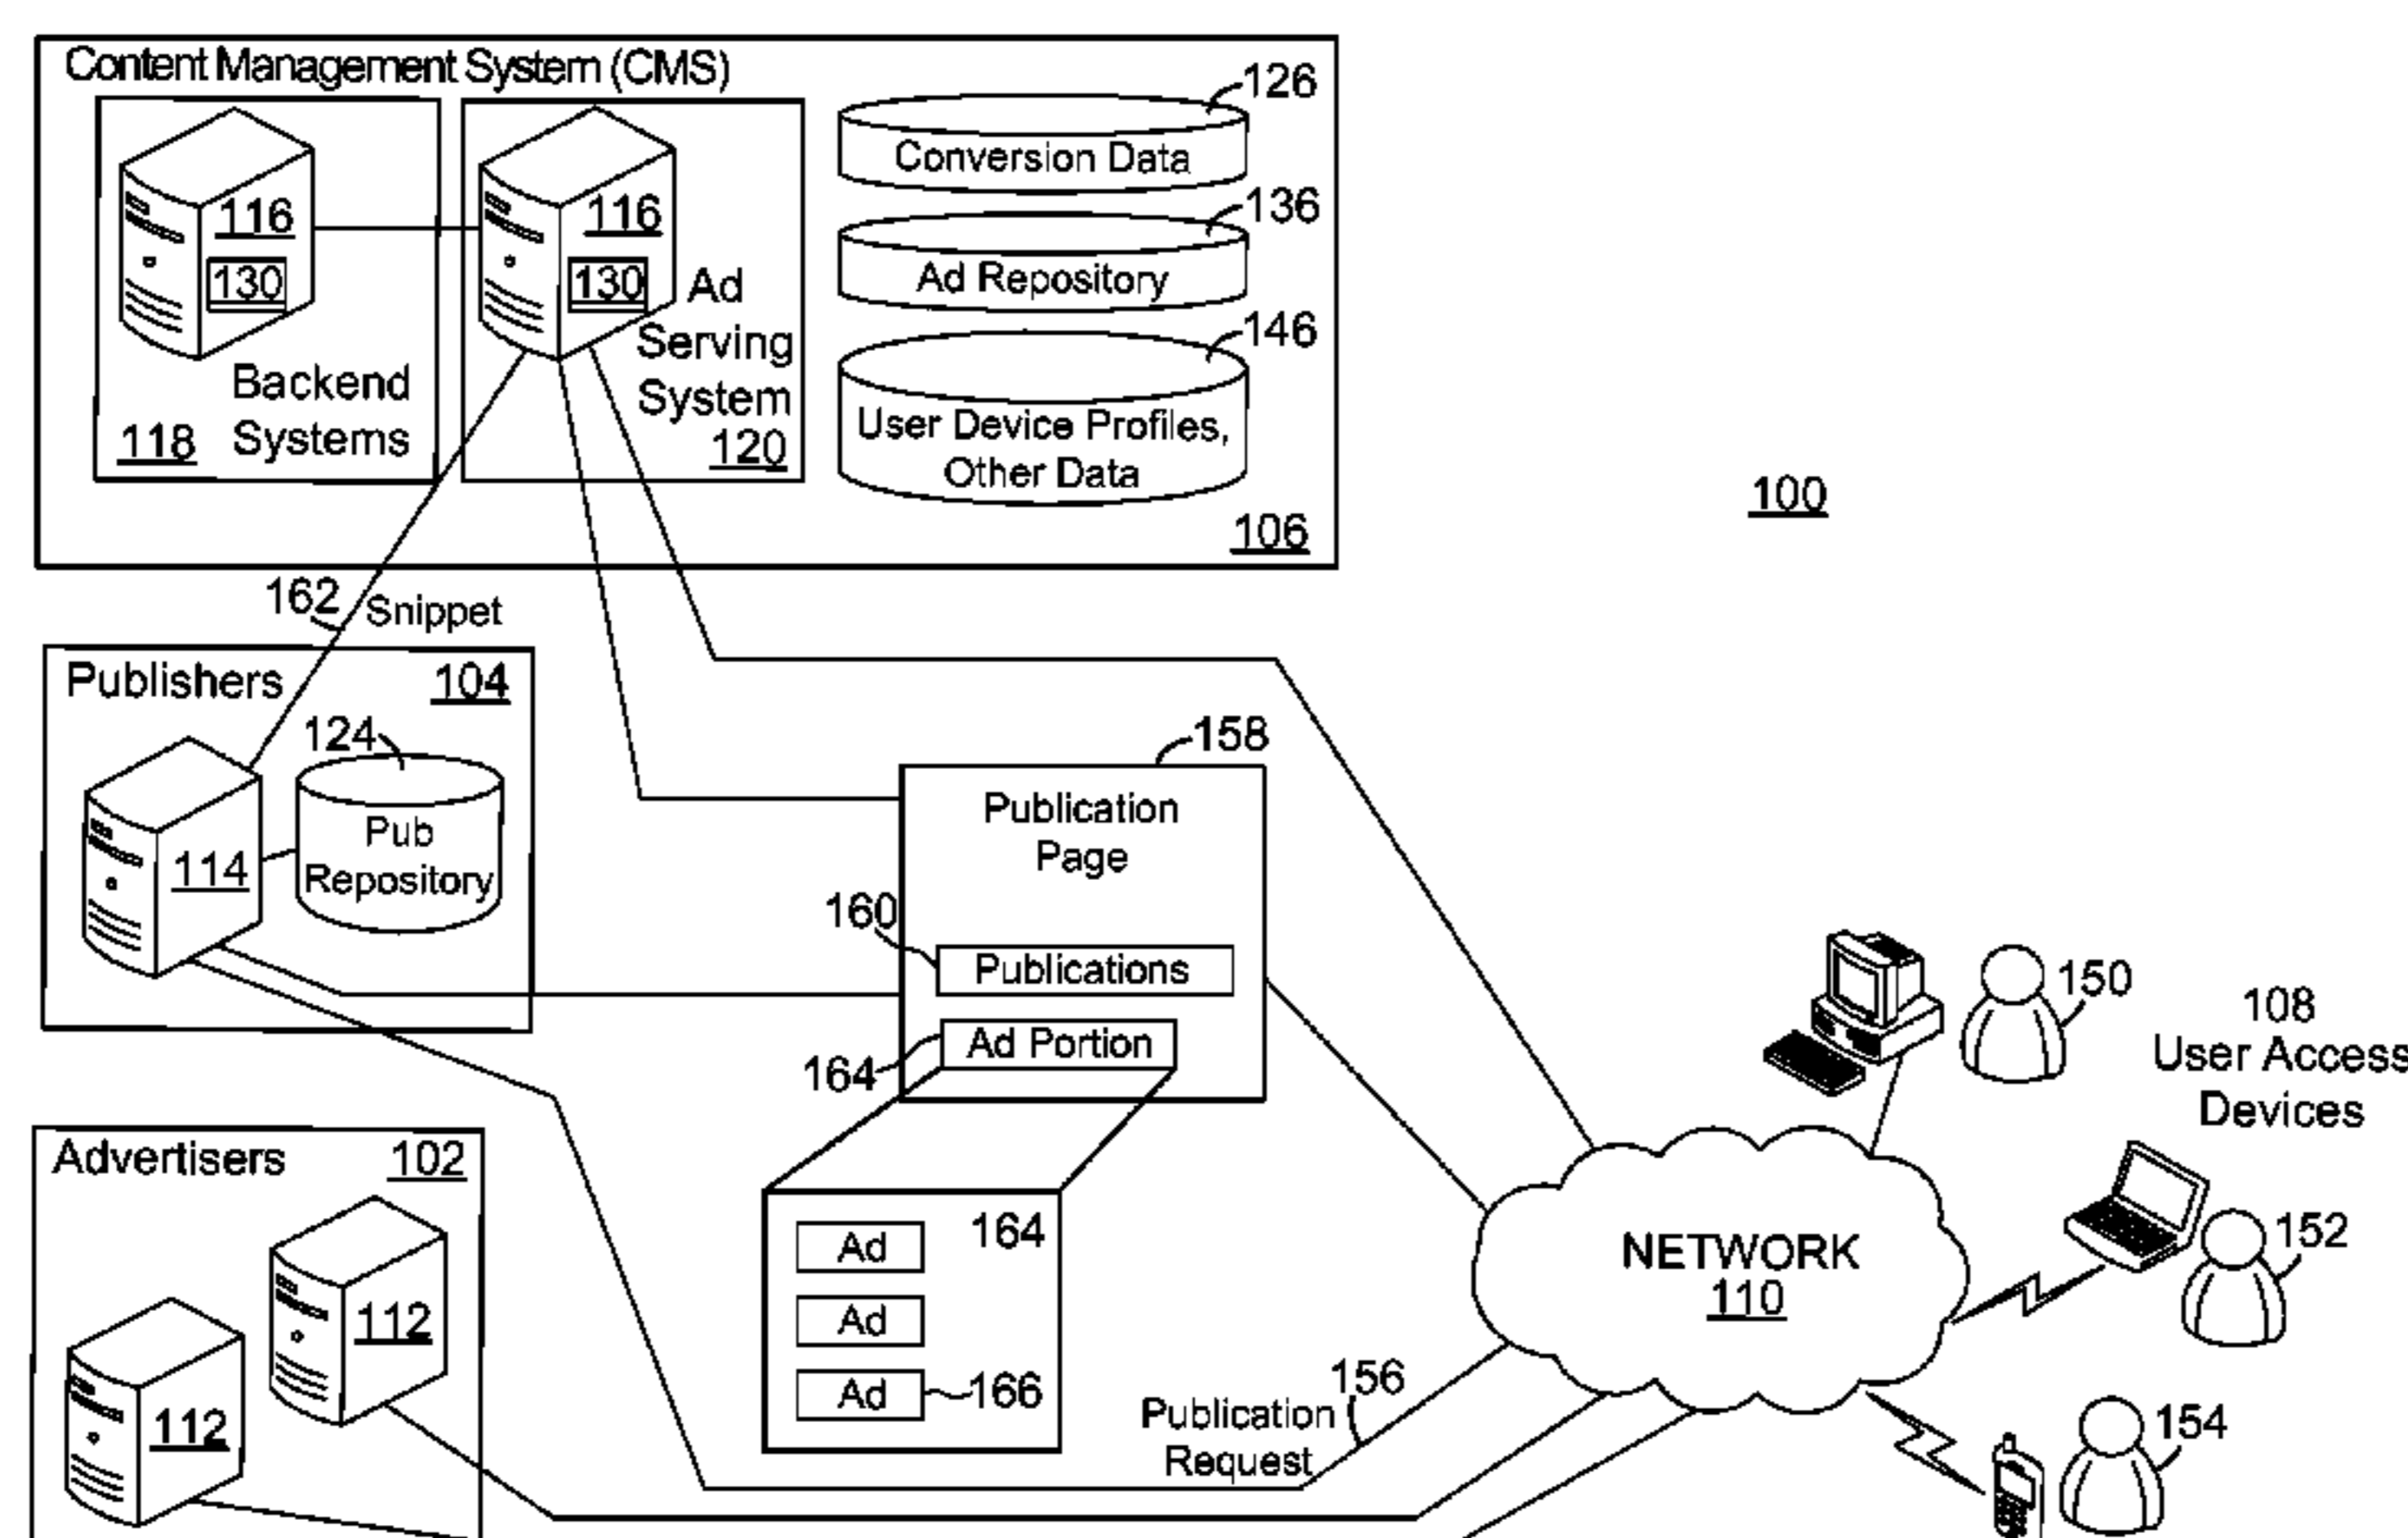 Content Management System (CMS)
126
Conversion Data
116
116
136
130
130
Ad
Ad Repository
Serving
146
Backend
System
User Device Profiles,
118
Systems
120
Other Data
100
106
162
Snippet
Publishers
104
124
158
Pub
Publication
Page
114
Repository
160
Publications
150
108
164
Ad Portion
User Access
Devices
Advertisers
102
Ad
164
NETWORK
152
110
112
Ad
112
Ad
166
156
Publication
Request
154